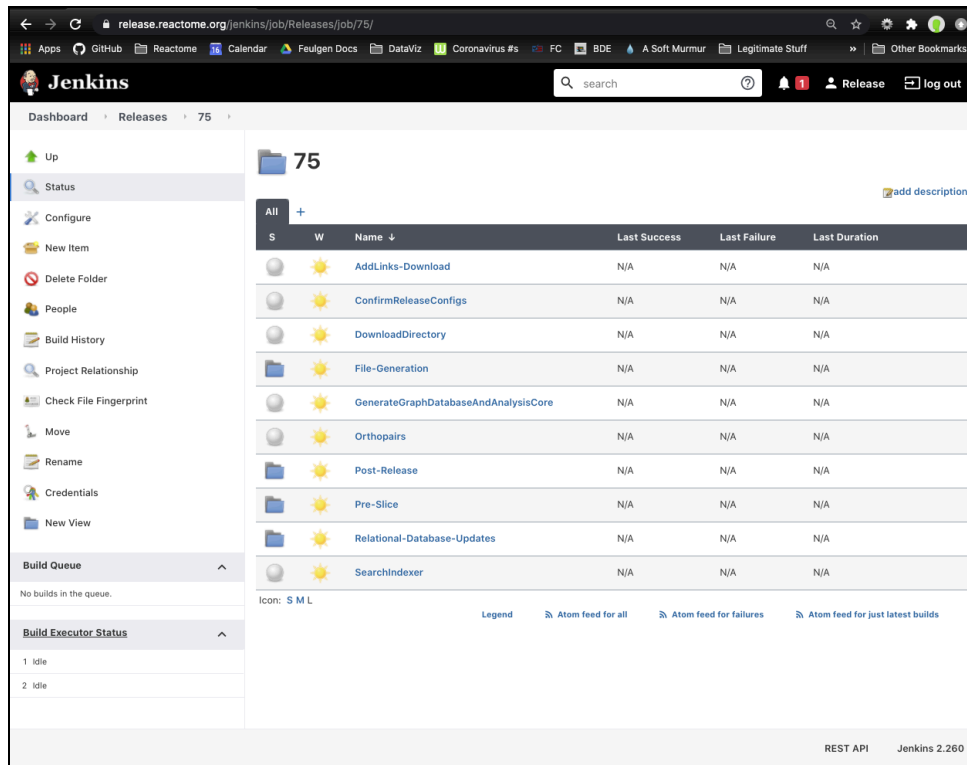 release.reactome.org/jenkins/job/Releases/job/75/
Apps GitHub Reactome 16 Calendar Feulgen Docs DataViz Coronavirus #s FC BDE A Soft Murmur Legitimate Stuff » Other Bookmarks
Jenkins search 1 Release log out
Dashboard Releases 75
Up
Status
Configure
New Item
Delete Folder
People
Build History
Project Relationship
Check File Fingerprint
Move
Rename
Credentials
New View
Build Queue
No builds in the queue.
Build Executor Status
1 Idle
2 Idle
75
add description
All +
S W Name ↓ Last Success Last Failure Last Duration
AddLinks-Download N/A N/A N/A
ConfirmReleaseConfigs N/A N/A N/A
DownloadDirectory N/A N/A N/A
File-Generation N/A N/A N/A
GenerateGraphDatabaseAndAnalysisCore N/A N/A N/A
Orthopairs N/A N/A N/A
Post-Release N/A N/A N/A
Pre-Slice N/A N/A N/A
Relational-Database-Updates N/A N/A N/A
SearchIndexer N/A N/A N/A
Icon: S M L
Legend Atom feed for all Atom feed for failures Atom feed for just latest builds
REST API Jenkins 2.260